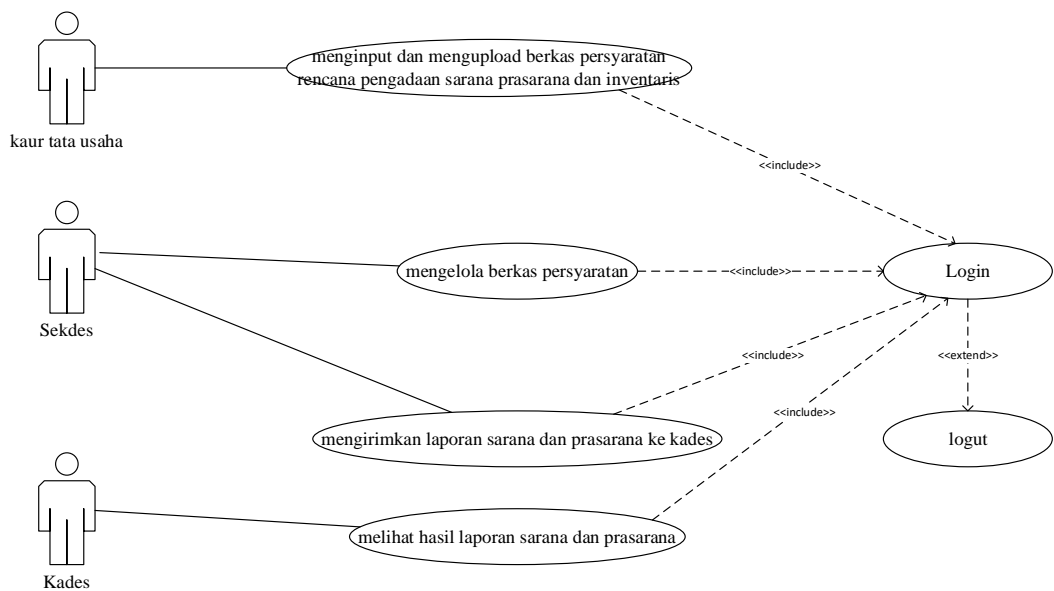 menginput dan mengupload berkas persyaratan
rencana pengadaan sarana prasarana dan inventaris
kaur tata usaha
<<include>>
Sekdes
mengelola berkas persyaratan
<<include>>
Login
<<include>>
<<extend>>
<<include>>
mengirimkan laporan sarana dan prasarana ke kades
logut
Kades
melihat hasil laporan sarana dan prasarana